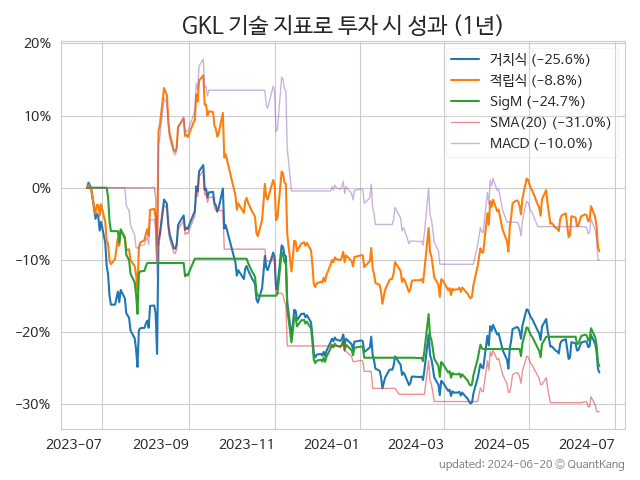 GKL 기술 지표로 투자 시 성과 (1년)
20%
10%
0%
−10%
−20%
−30%
거치식 (−25.6%)
적립식 (−8.8%)
SigM (−24.7%)
SMA(20) (−31.0%)
MACD (−10.0%)
2023-07 2023-09 2023-11 2024-01 2024-03 2024-05 2024-07
updated: 2024-06-20 © QuantKang